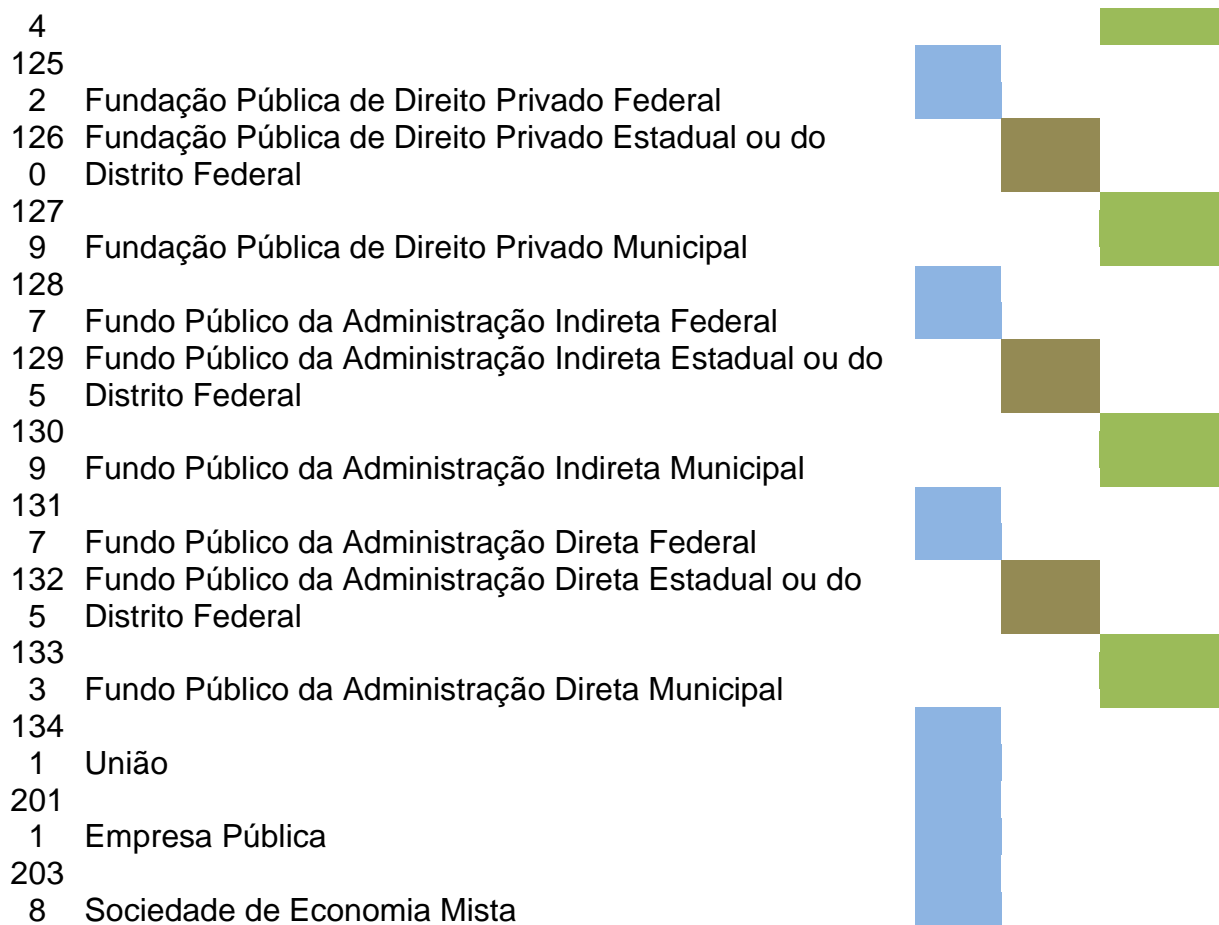 4
125
2 Fundação Pública de Direito Privado Federal
126 Fundação Pública de Direito Privado Estadual ou do
0 Distrito Federal
127
9 Fundação Pública de Direito Privado Municipal
128
7 Fundo Público da Administração Indireta Federal
129 Fundo Público da Administração Indireta Estadual ou do
5 Distrito Federal
130
9 Fundo Público da Administração Indireta Municipal
131
7 Fundo Público da Administração Direta Federal
132 Fundo Público da Administração Direta Estadual ou do
5 Distrito Federal
133
3 Fundo Público da Administração Direta Municipal
134
1 União
201
1 Empresa Pública
203
8 Sociedade de Economia Mista